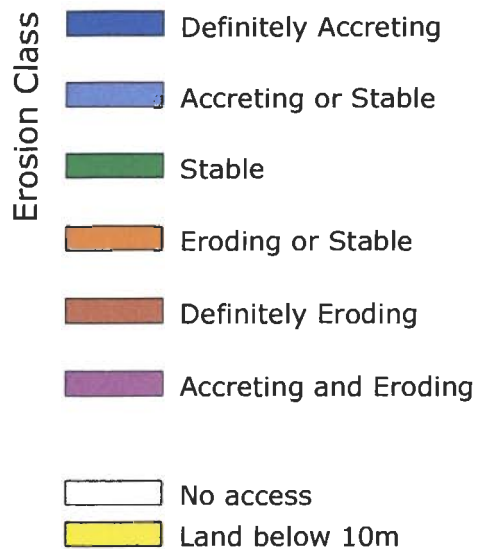 Erosion Class
Definitely Accreting
Accreting or Stable
Stable
Eroding or Stable
Definitely Eroding
Accreting and Eroding
No access
Land below 10m